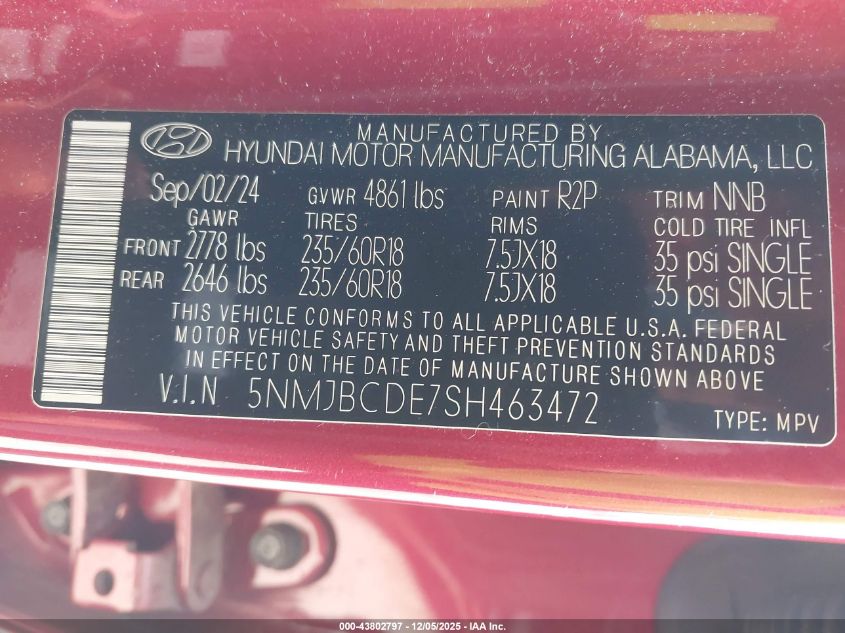 MANUFACTURED BY
HYUNDAI MOTOR MANUFACTURING ALABAMA, LLC
Sep/02/24 GVWR 4861 lbs PAINT R2P TRIM NNB
GAWR TIRES RIMS COLD TIRE INFL
FRONT 2778 lbs 235/60R18 7.5JX18 35 psi SINGLE
REAR 2646 lbs 235/60R18 7.5JX18 35 psi SINGLE
THIS VEHICLE CONFORMS TO ALL APPLICABLE U.S.A. FEDERAL
MOTOR VEHICLE SAFETY AND THEFT PREVENTION STANDARDS
IN EFFECT ON THE DATE OF MANUFACTURE SHOWN ABOVE
V.I.N 5NMJBCDE7SH463472 TYPE: MPV
000-43802797 - 12/05/2025 - IAA Inc.